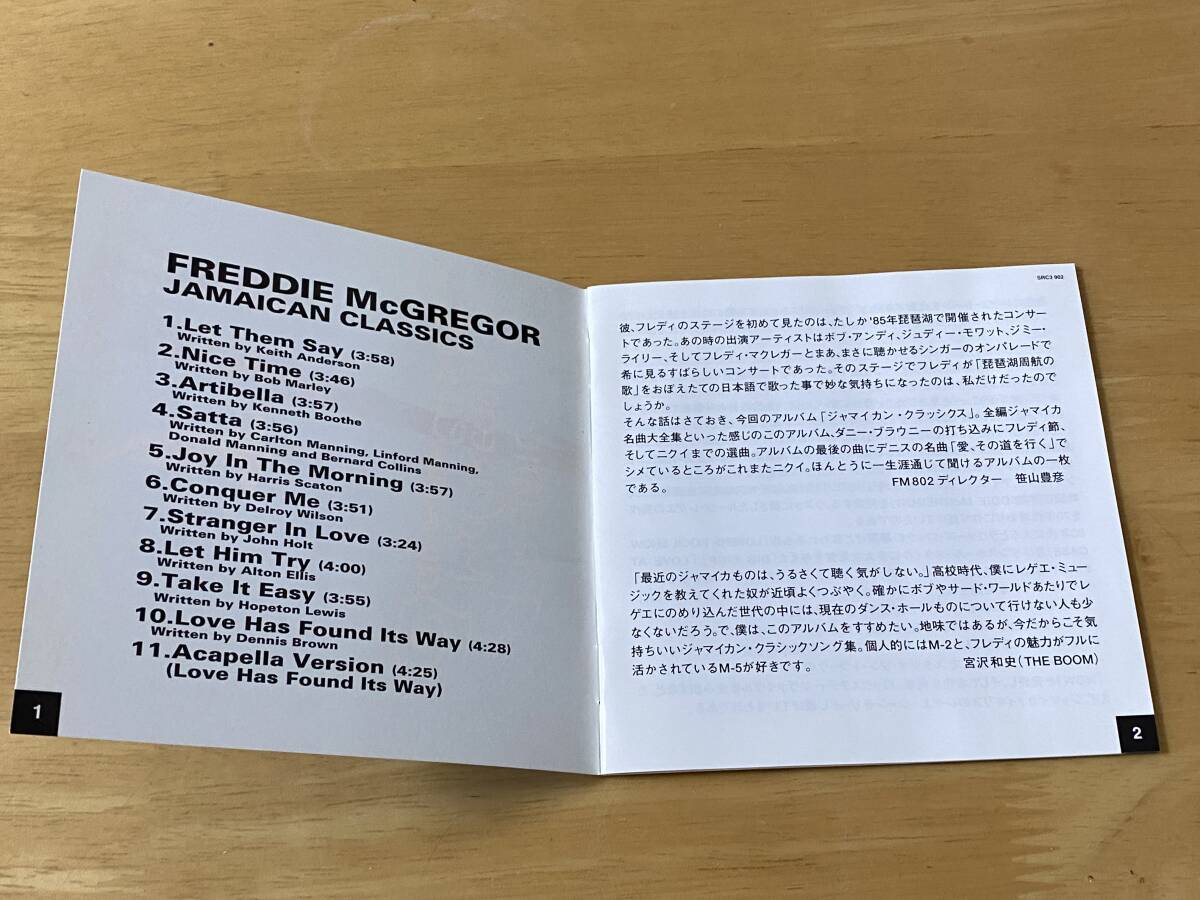 FREDDIE McGREGOR
JAMAICAN CLASSICS
1.Let Them Say (3:58)
Written by Keith Anderson
2.Nice Time (3:46)
Written by Bob Marley
3.Artibella (3:57)
Written by Kenneth Boothe
4.Satta (3:56)
Written by Carlton Manning, Linford Manning,
Donald Manning and Bernard Collins
5.Joy In The Morning (3:57)
Written by Harris Scaton
6.Conquer Me (3:51)
Written by Delroy Wilson
7.Stranger In Love (3:24)
Written by John Holt
8.Let Him Try (4:00)
Written by Alton Ellis
9.Take It Easy (3:55)
Written by Hopeton Lewis
10.Love Has Found Its Way (4:28)
Written by Dennis Brown
11.Acapella Version (4:25)
(Love Has Found Its Way)
1
SRC3 902
彼、フレディのステージを初めて見たのは、たしか'85年琵琶湖で開催されたコンサー
トであった。あの時の出演アーティストはボブ・アンディ、ジュディー・モワット、ジミー・
ライリー、そしてフレディ・マクレガーとまあ、まさに聴かせるシンガーのオンパレードで
希に見るすばらしいコンサートであった。そのステージでフレディが「琵琶湖周航の
歌」をおぼえたての日本語で歌った事で妙な気持ちになったのは、私だけだったので
しょうか。
そんな話はさておき、今回のアルバム「ジャマイカン・クラッシクス」。全編ジャマイカ
名曲大全集といった感じのこのアルバム、ダニー・ブラウニーの打ち込みにフレディ節、
そしてニクイまでの選曲。アルバムの最後の曲にデニスの名曲「愛、その道を行く」で
シメているところがこれまたニクイ。ほんとうに一生涯通じて聞けるアルバムの一枚
である。 FM802ディレクター 笹山豊彦
「最近のジャマイカものは、うるさくて聴く気がしない。」高校時代、僕にレゲエ・ミュー
ジックを教えてくれた奴が近頃よくつぶやく。確かにボブやサード・ワールドあたりでレ
ゲエにのめり込んだ世代の中には、現在のダンス・ホールものについて行けない人も少
なくないだろう。で、僕は、このアルバムをすすめたい。地味ではあるが、今だからこそ気
持ちいいジャマイカン・クラシックソング集。個人的にはM-2と、フレディの魅力がフルに
活かされているM-5が好きです。 宮沢和史(THE BOOM)
2